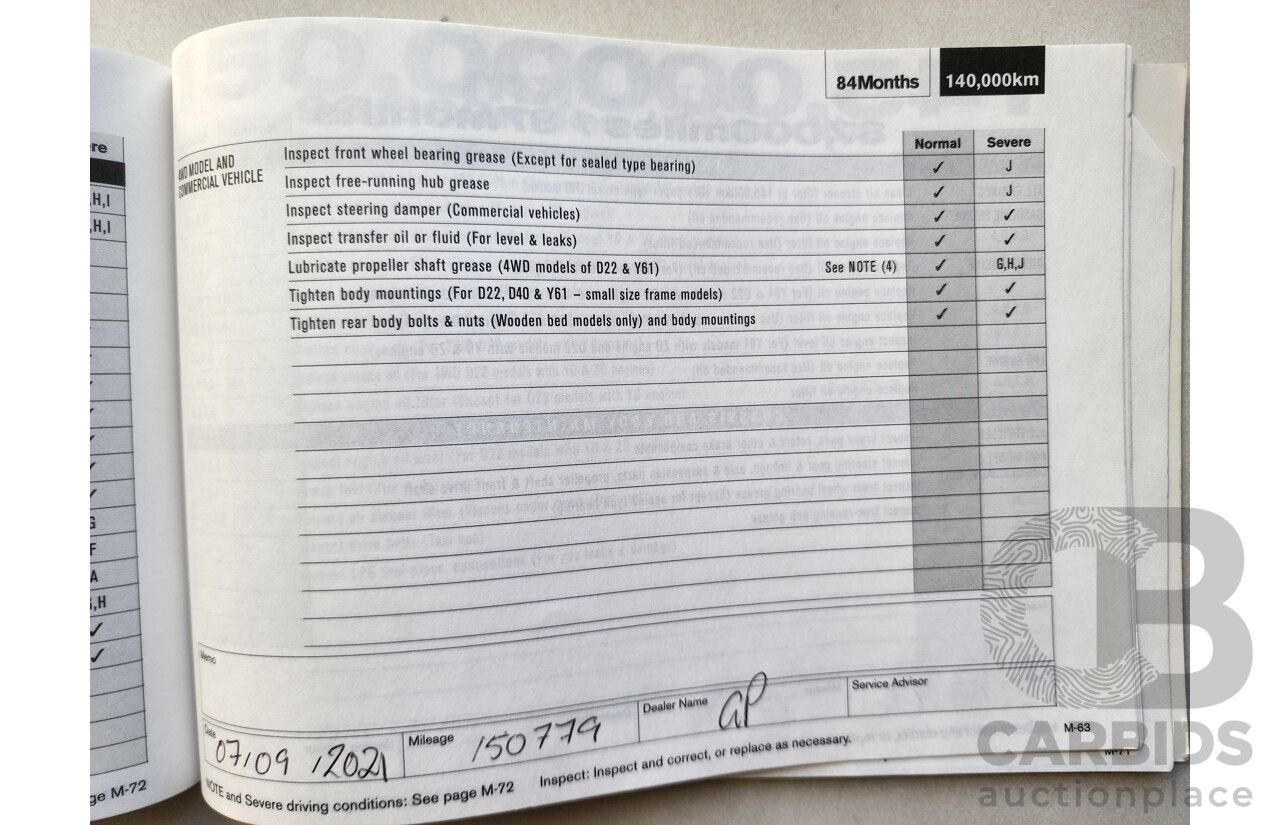 84Months 140,000km
Normal Severe
4WD MODEL AND
COMMERCIAL VEHICLE
Inspect front wheel bearing grease (Except for sealed type bearing) ✓ J
Inspect free-running hub grease ✓ J
Inspect steering damper (Commercial vehicles) ✓ ✓
Inspect transfer oil or fluid (For level & leaks) ✓ ✓
Lubricate propeller shaft grease (4WD models of D22 & Y61) See NOTE (4) ✓ G,H,J
Tighten body mountings (For D22, D40 & Y61 – small size frame models) ✓ ✓
Tighten rear body bolts & nuts (Wooden bed models only) and body mountings ✓ ✓
Memo
Date 07/09/2021 Mileage 150779 Dealer Name GP Service Advisor
NOTE and Severe driving conditions: See page M-72 Inspect: Inspect and correct, or replace as necessary.
M-63
M-71
re
,H,I
,H,I
G
F
A
,H
✓
✓
ge M-72
CB
CARBIDS
auctionplace